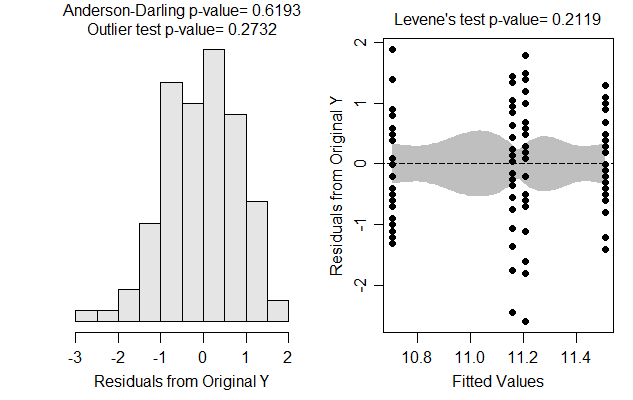 Anderson-Darling p-value= 0.6193
Outlier test p-value= 0.2732
-3 -2 -1 0 1 2
Residuals from Original Y
Levene's test p-value= 0.2119
Residuals from Original Y
2
1
0
-1
-2
10.8 11.0 11.2 11.4
Fitted Values